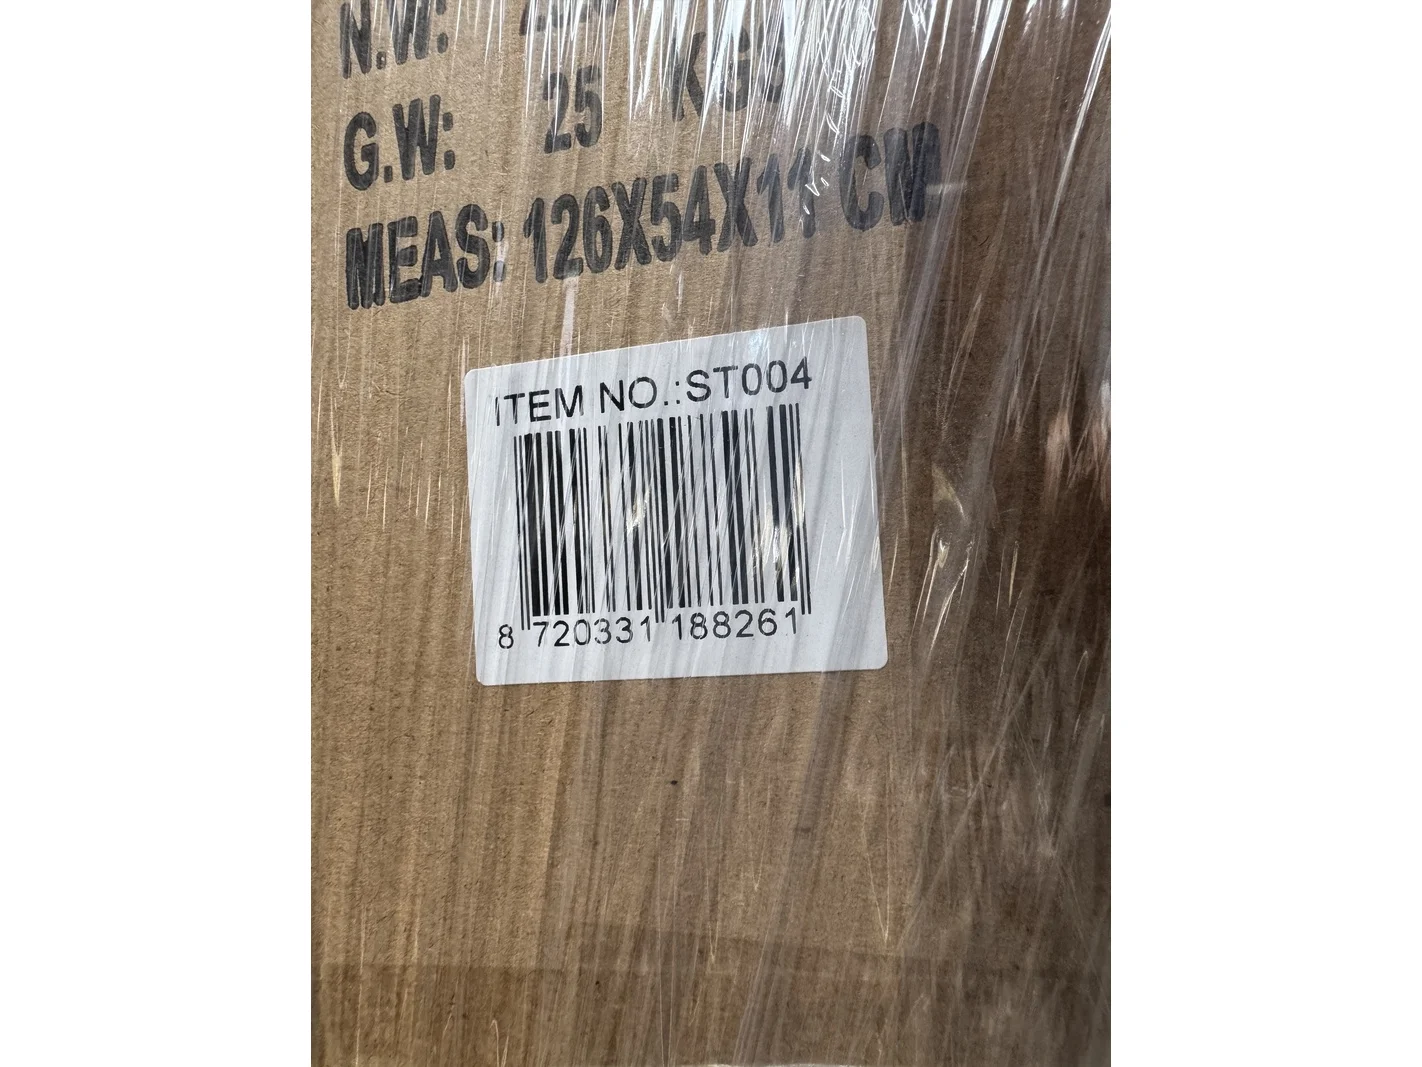 N.W:
G.W: 25 KGS
MEAS: 126X54X11 CM
ITEM NO.:ST004
8 720331 188261